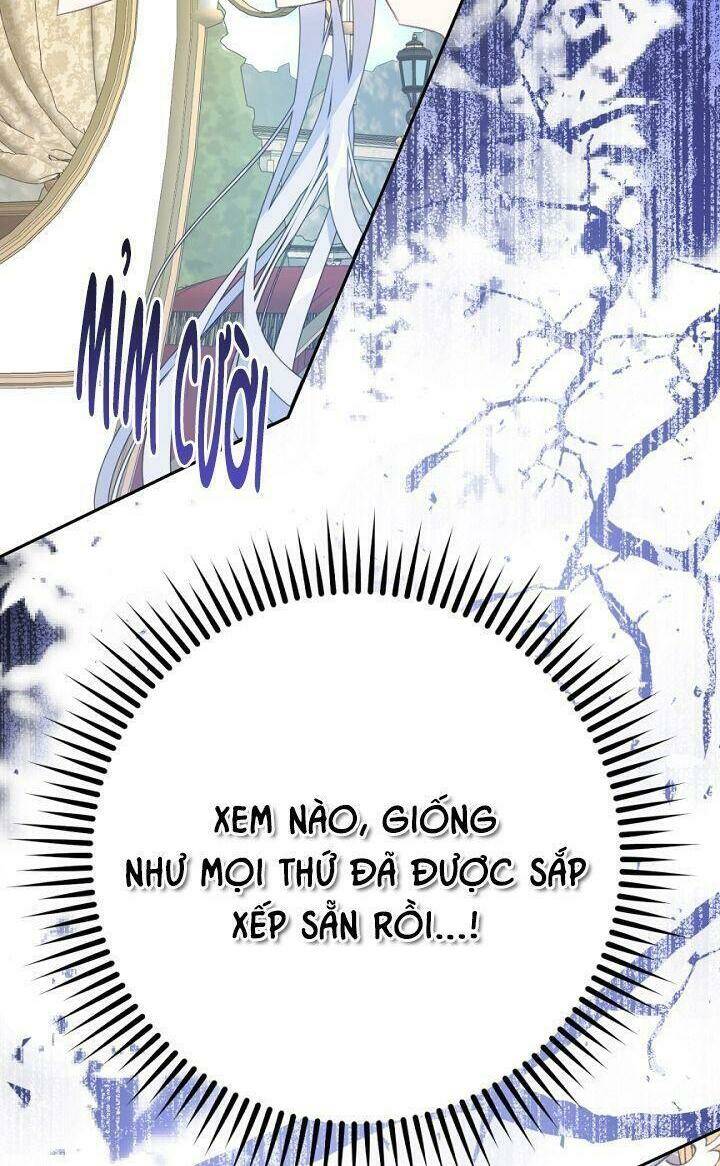 MỈM CƯỜI
XEM NÀO, GIỐNG
NHƯ MỌI THỨ ĐÃ ĐƯỢC SẮP
XẾP SẴN RỒI...!